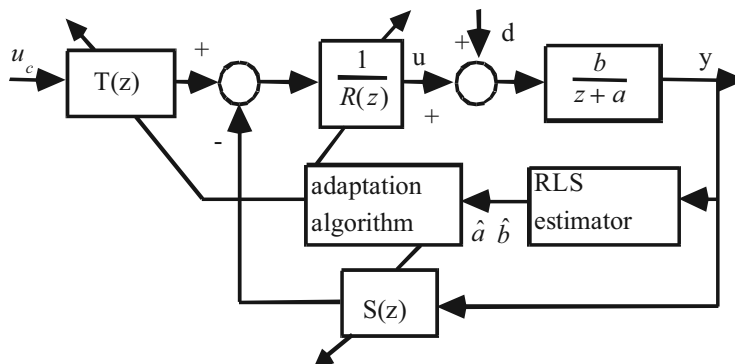 u_c
T(z)
+
-
1
R(z)
u
+
+
d
b
z + a
y
adaptation
algorithm
â b̂
RLS
estimator
S(z)